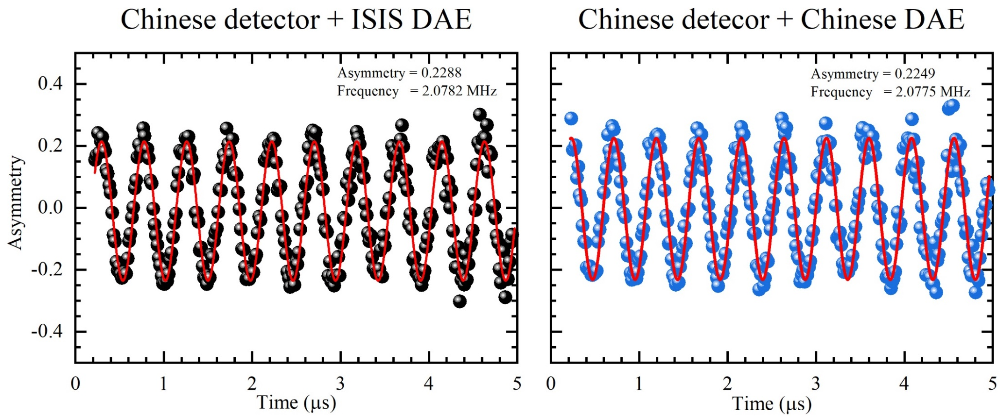 Chinese detector + ISIS DAE
Asymmetry = 0.2288
Frequency = 2.0782 MHz
Asymmetry
0.4
0.2
0.0
-0.2
-0.4
0 1 2 3 4 5
Time (μs)
Chinese detecor + Chinese DAE
Asymmetry = 0.2249
Frequency = 2.0775 MHz
0 1 2 3 4 5
Time (μs)